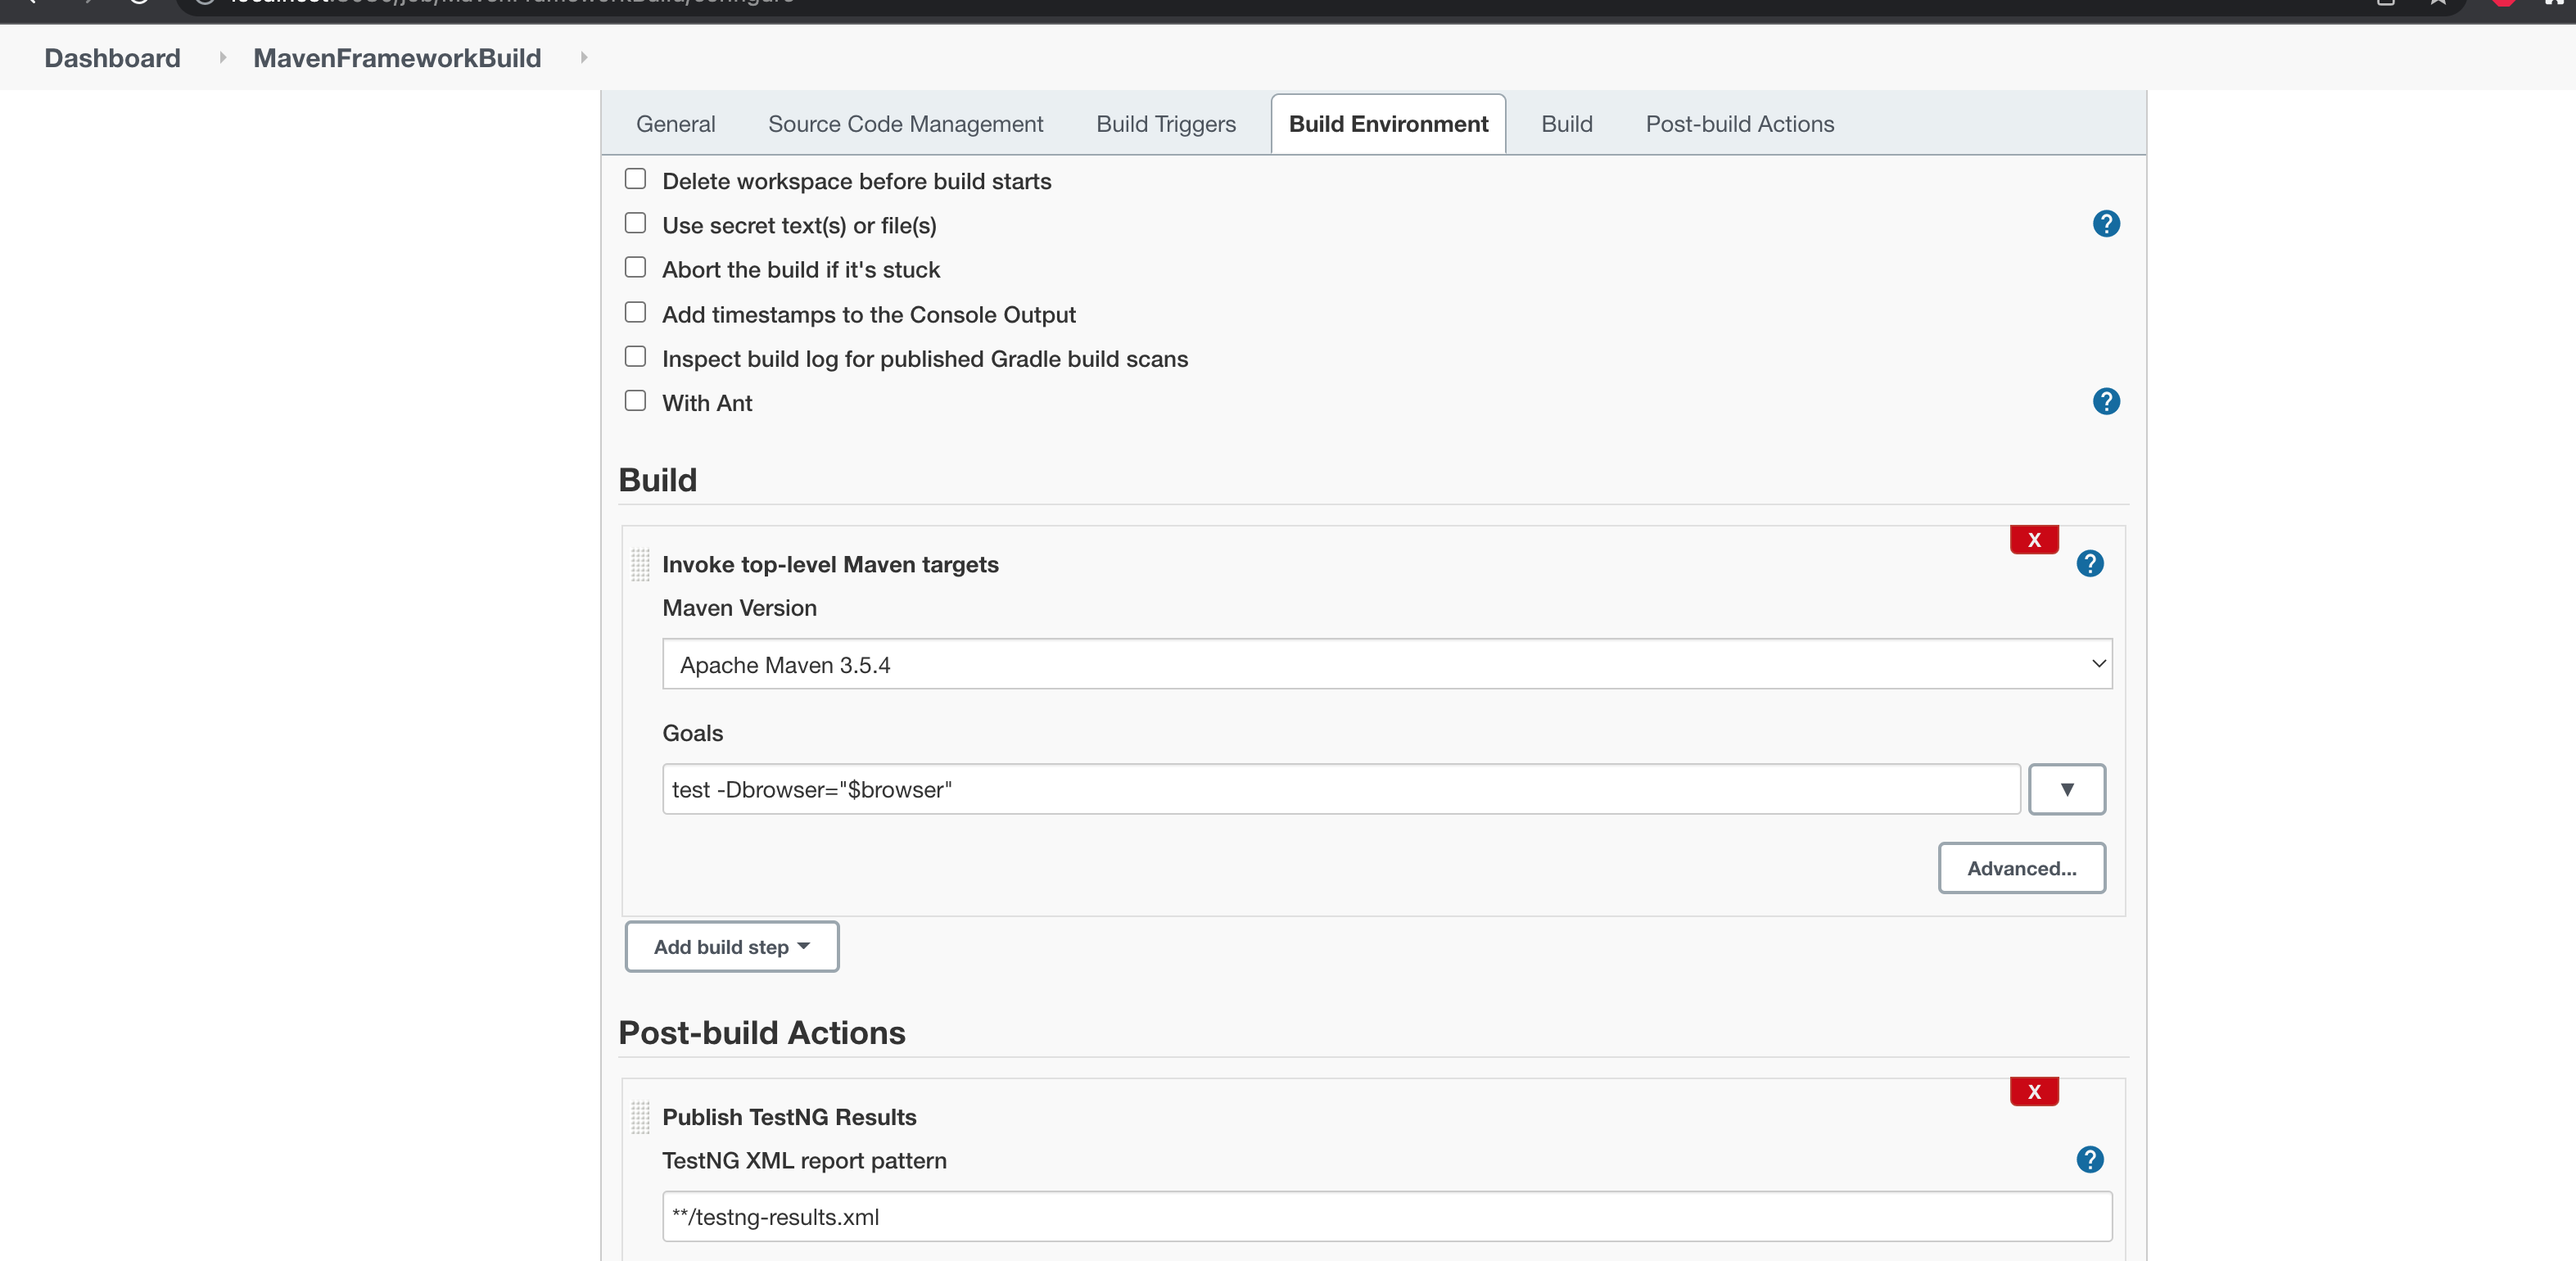 Dashboard
MavenFrameworkBuild
General
Source Code Management
Build Triggers
Build Environment
Build
Post-build Actions
Delete workspace before build starts
Use secret text(s) or file(s)
?
Abort the build if it's stuck
Add timestamps to the Console Output
Inspect build log for published Gradle build scans
With Ant
?
Build
X
Invoke top-level Maven targets
?
Maven Version
Apache Maven 3.5.4
Goals
test -Dbrowser="$browser"
Advanced...
Add build step
Post-build Actions
X
Publish TestNG Results
TestNG XML report pattern
?
**/testng-results.xml